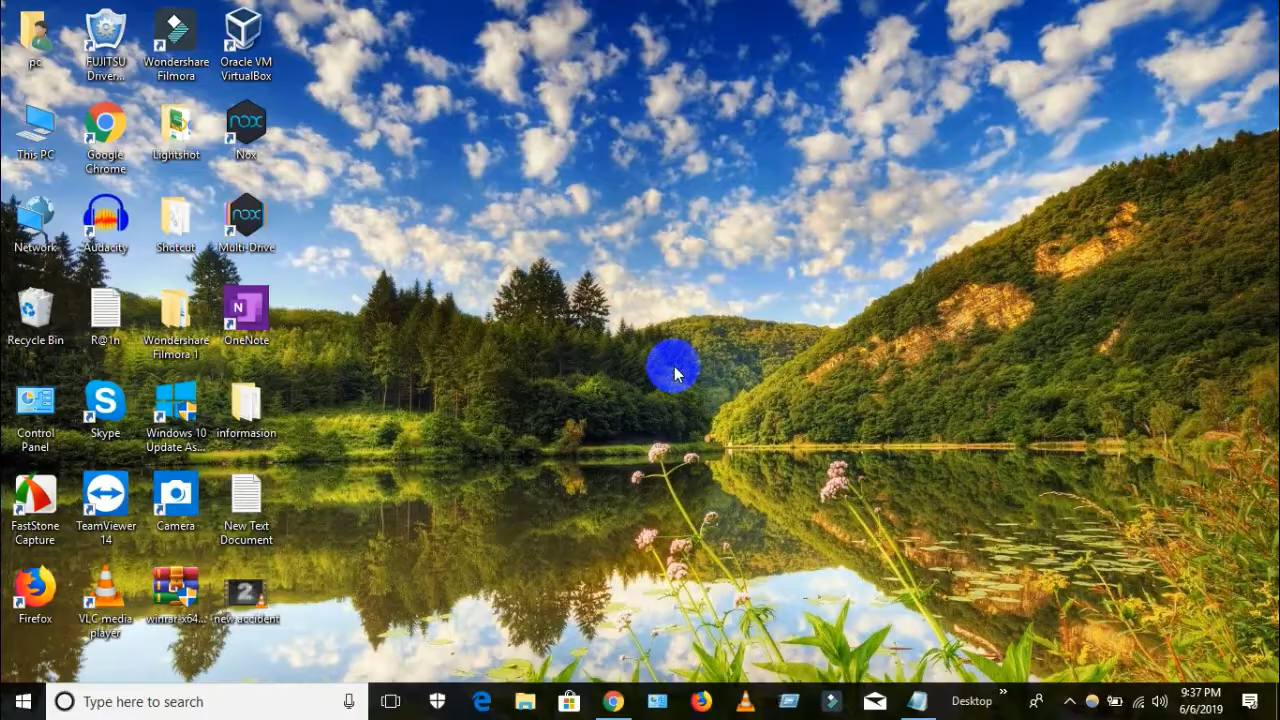 pc
FUJITSU
Driver...
Wondershare
Filmora
Oracle VM
VirtualBox
This PC
Google
Chrome
Lightshot
nox
Nox
Network
Audacity
Shotcut
nox
Multi-Drive
Recycle Bin
R@1n
Wondershare
Filmora 1
N
OneNote
Control
Panel
S
Skype
Windows 10
Update As...
informasion
FastStone
Capture
TeamViewer
14
Camera
New Text
Document
Firefox
VLC media
player
winrar-x64...
2
new accident
Type here to search
Desktop
»
9:37 PM
6/6/2019